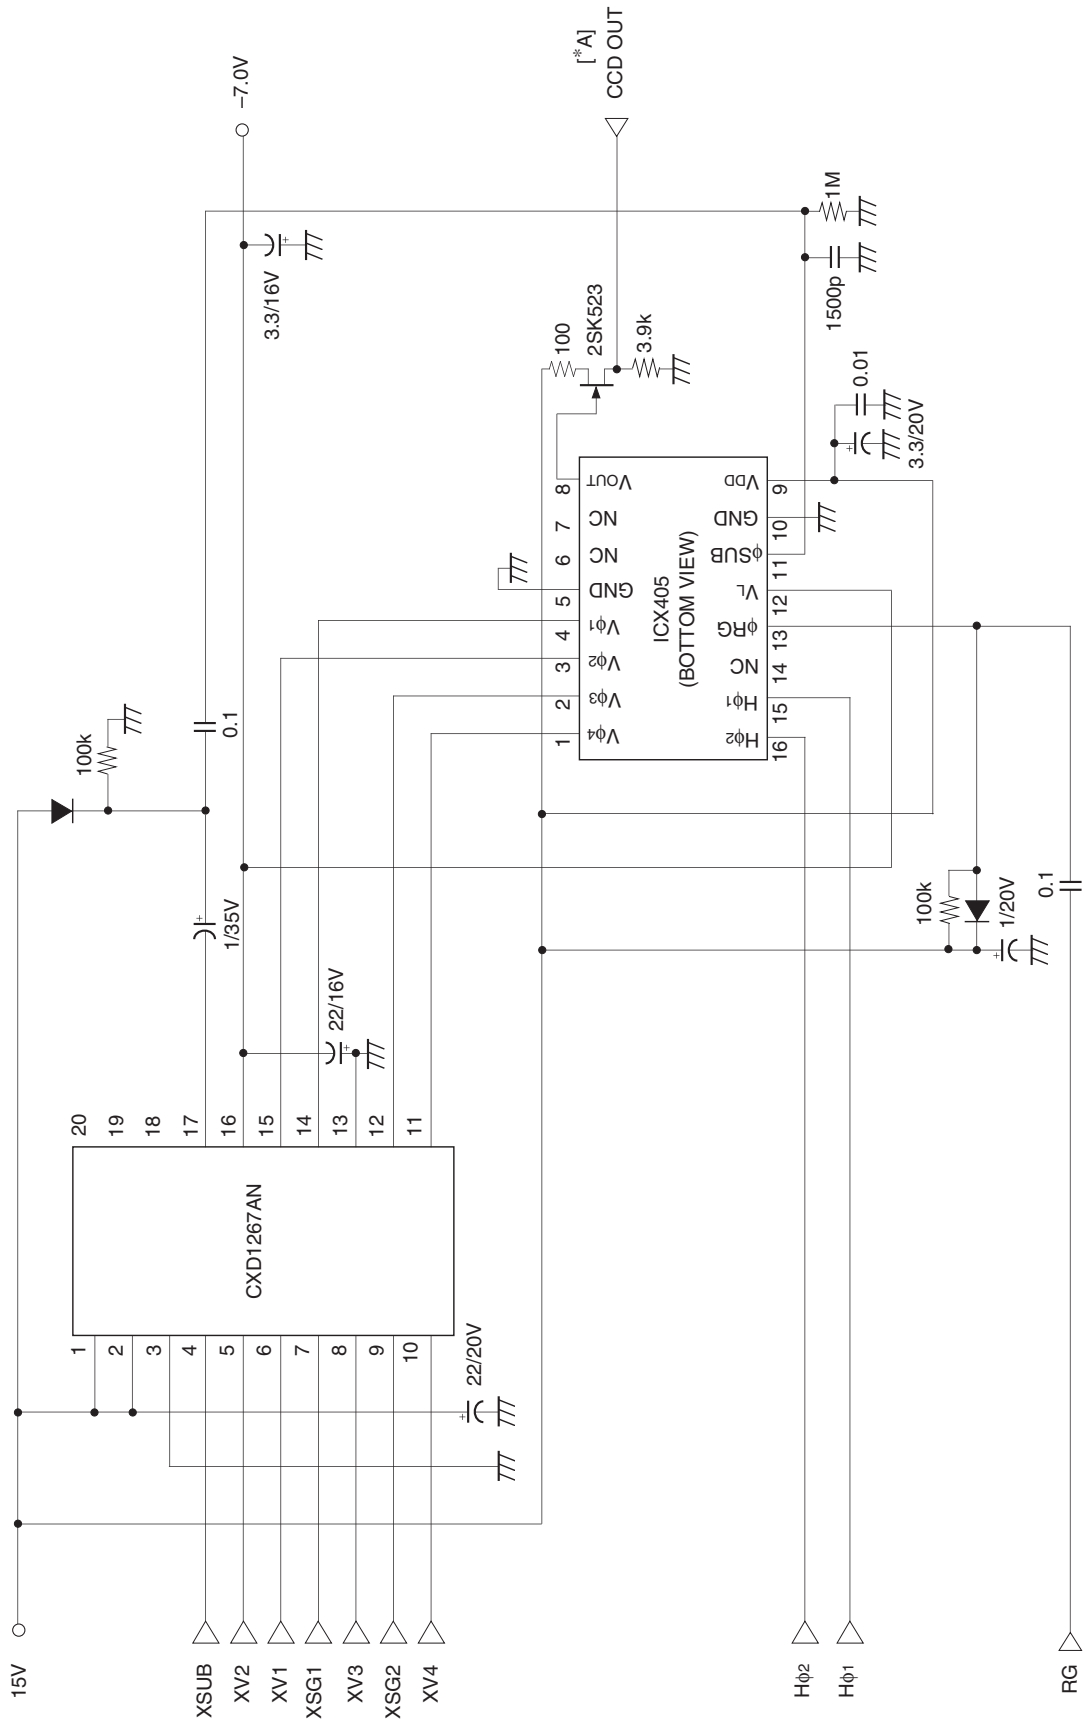 15V
XSUB
XV2
XV1
XSG1
XV3
XSG2
XV4
Hϕ2
Hϕ1
RG
1
2
3
4
5
6
7
8
9
10
22/20V
+
CXD1267AN
20
19
18
17
16
15
14
13
12
11
22/16V
+
1/35V
+
100k
0.1
100k
1/20V
+
0.1
1
2
3
4
5
6
7
8
Vϕ4
Vϕ3
Vϕ2
Vϕ1
GND
NC
NC
VOUT
ICX405
(BOTTOM VIEW)
Hϕ2
Hϕ1
NC
ϕRG
VL
ϕSUB
GND
VDD
16
15
14
13
12
11
10
9
3.3/16V
+
100
2SK523
3.9k
3.3/20V
+
0.01
1500p
1M
–7.0V
[*A]
CCD OUT